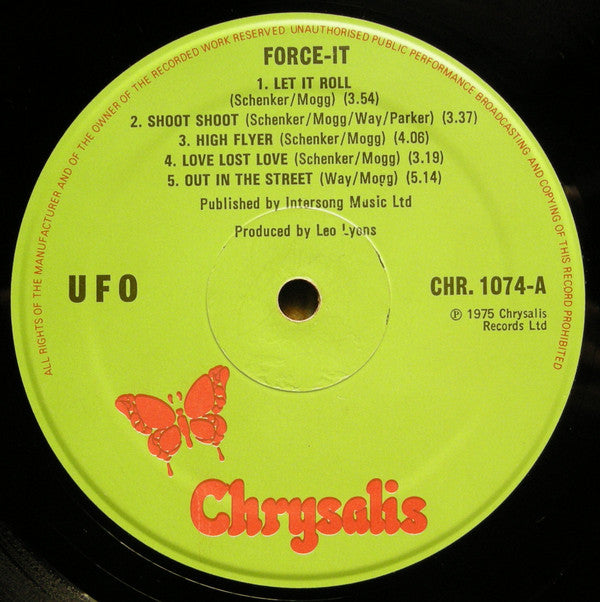 ALL RIGHTS OF THE MANUFACTURER AND OF THE OWNER OF THE RECORDED WORK RESERVED UNAUTHORISED PUBLIC PERFORMANCE BROADCASTING AND COPYING OF THIS RECORD PROHIBITED
FORCE-IT
1. LET IT ROLL
(Schenker/Mogg) (3.54)
2. SHOOT SHOOT (Schenker/Mogg/Way/Parker) (3.37)
3. HIGH FLYER (Schenker/Mogg) (4.06)
4. LOVE LOST LOVE (Schenker/Mogg) (3.19)
5. OUT IN THE STREET (Way/Mogg) (5.14)
Published by Intersong Music Ltd
Produced by Leo Lyons
UFO
CHR. 1074-A
℗ 1975 Chrysalis
Records Ltd
Chrysalis